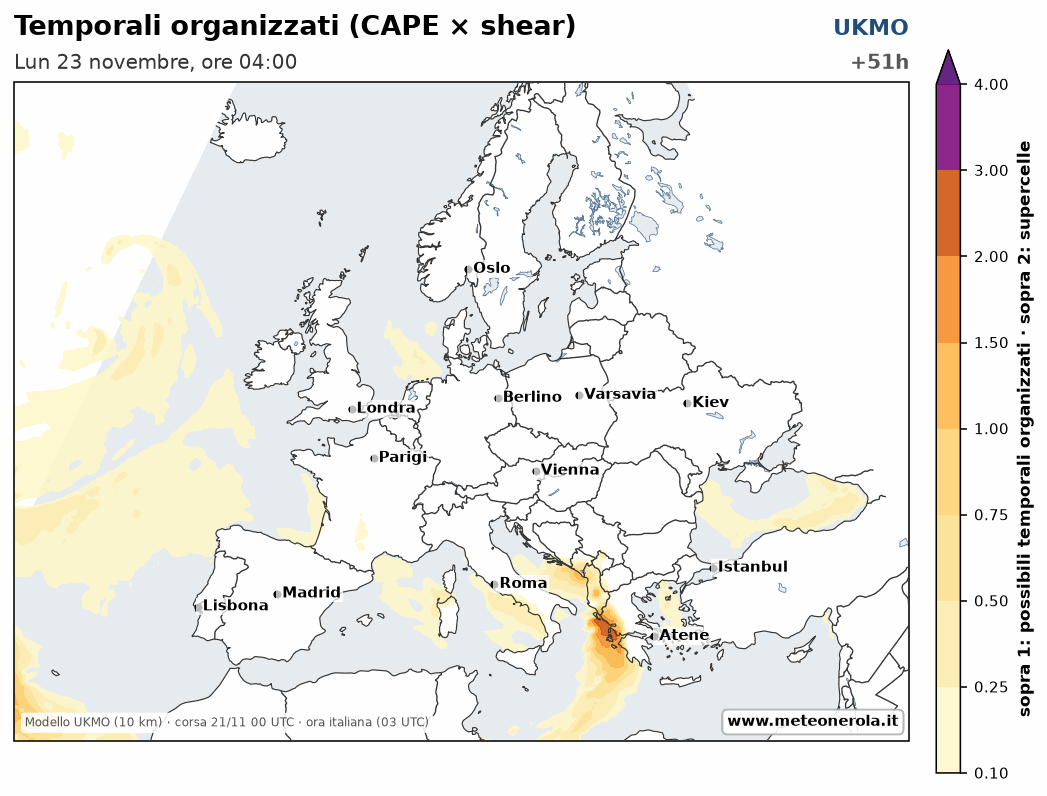 Temporali organizzati (CAPE × shear)
UKMO
Lun 23 novembre, ore 04:00
+51h
4.00
3.00
2.00
1.50
1.00
0.75
0.50
0.25
0.10
sopra 1: possibili temporali organizzati · sopra 2: supercelle
Oslo
Berlino
Varsavia
Kiev
Londra
Parigi
Vienna
Istanbul
Roma
Madrid
Lisbona
Atene
Modello UKMO (10 km) · corsa 21/11 00 UTC · ora italiana (03 UTC)
www.meteonerola.it